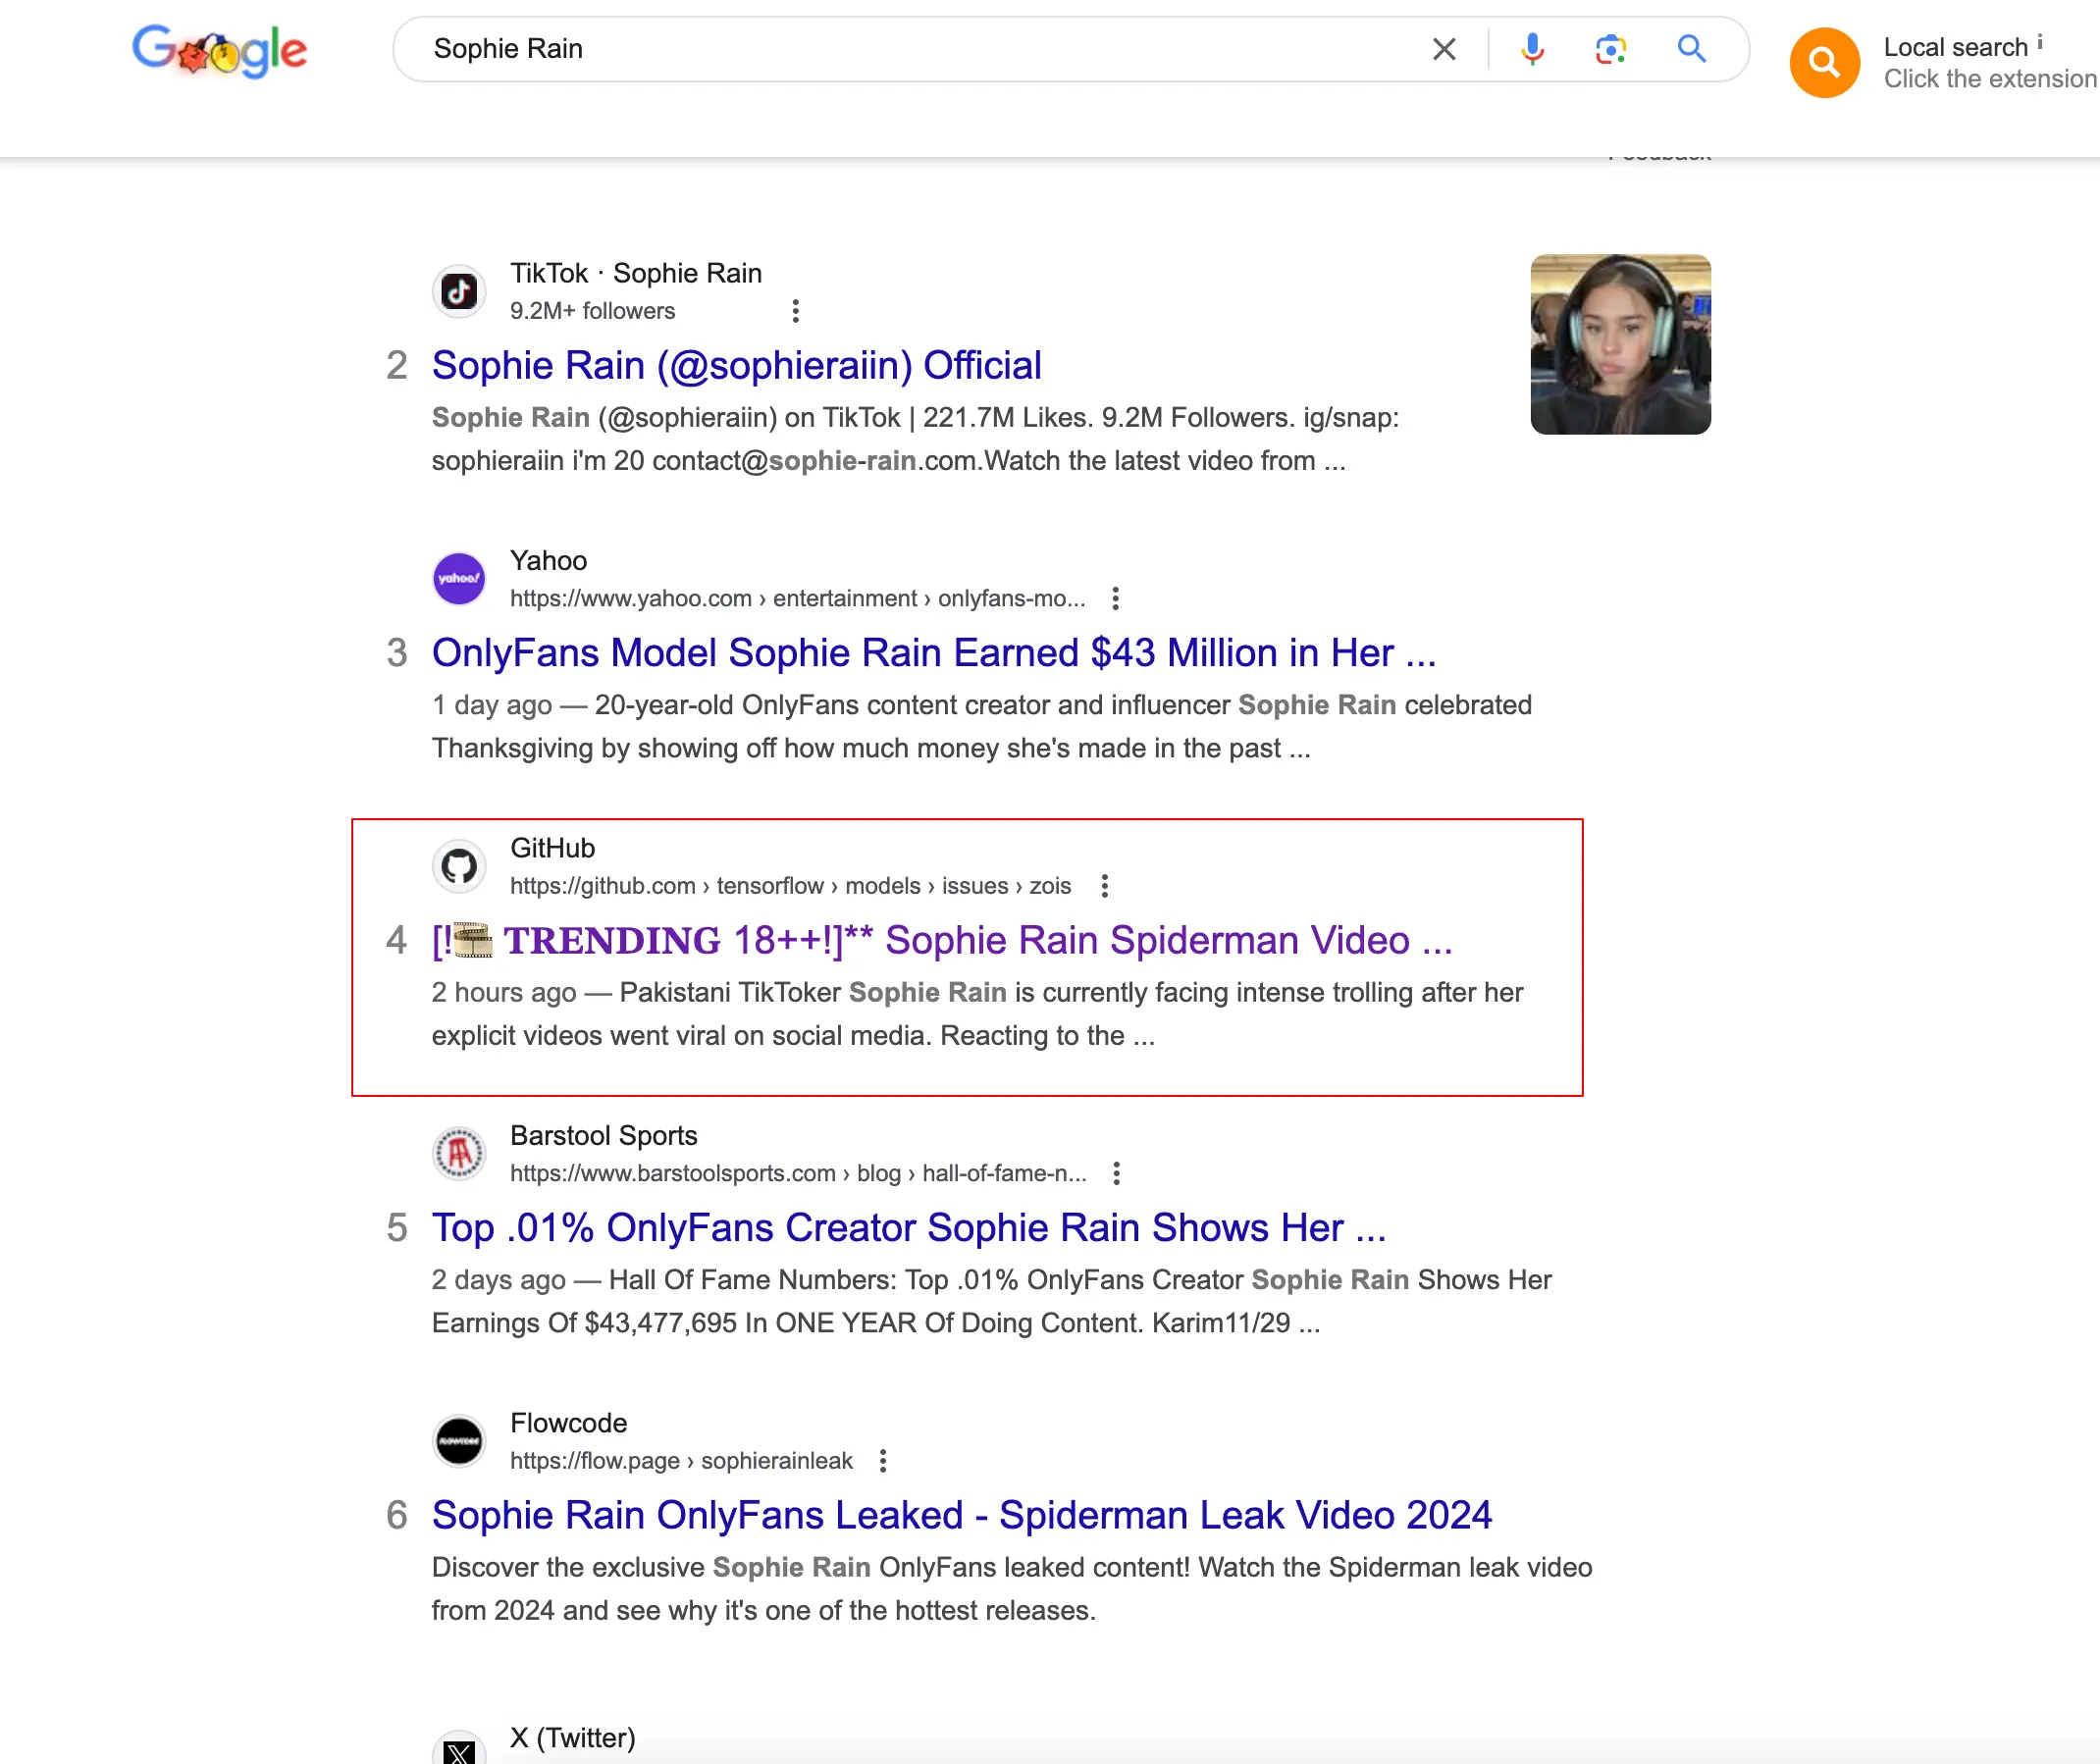 Google
Sophie Rain
Local search i
Click the extension
Feedback
TikTok · Sophie Rain
9.2M+ followers
2 Sophie Rain (@sophieraiin) Official
Sophie Rain (@sophieraiin) on TikTok | 221.7M Likes. 9.2M Followers. ig/snap:
sophieraiin i'm 20 contact@sophie-rain.com.Watch the latest video from ...
yahoo!
Yahoo
https://www.yahoo.com › entertainment › onlyfans-mo...
3 OnlyFans Model Sophie Rain Earned $43 Million in Her ...
1 day ago — 20-year-old OnlyFans content creator and influencer Sophie Rain celebrated
Thanksgiving by showing off how much money she's made in the past ...
GitHub
https://github.com › tensorflow › models › issues › zois
4 [!🎞️ 𝐓𝐑𝐄𝐍𝐃𝐈𝐍𝐆 18++!]** Sophie Rain Spiderman Video ...
2 hours ago — Pakistani TikToker Sophie Rain is currently facing intense trolling after her
explicit videos went viral on social media. Reacting to the ...
Barstool Sports
https://www.barstoolsports.com › blog › hall-of-fame-n...
5 Top .01% OnlyFans Creator Sophie Rain Shows Her ...
2 days ago — Hall Of Fame Numbers: Top .01% OnlyFans Creator Sophie Rain Shows Her
Earnings Of $43,477,695 In ONE YEAR Of Doing Content. Karim11/29 ...
FLOWCODE
Flowcode
https://flow.page › sophierainleak
6 Sophie Rain OnlyFans Leaked - Spiderman Leak Video 2024
Discover the exclusive Sophie Rain OnlyFans leaked content! Watch the Spiderman leak video
from 2024 and see why it's one of the hottest releases.
X (Twitter)